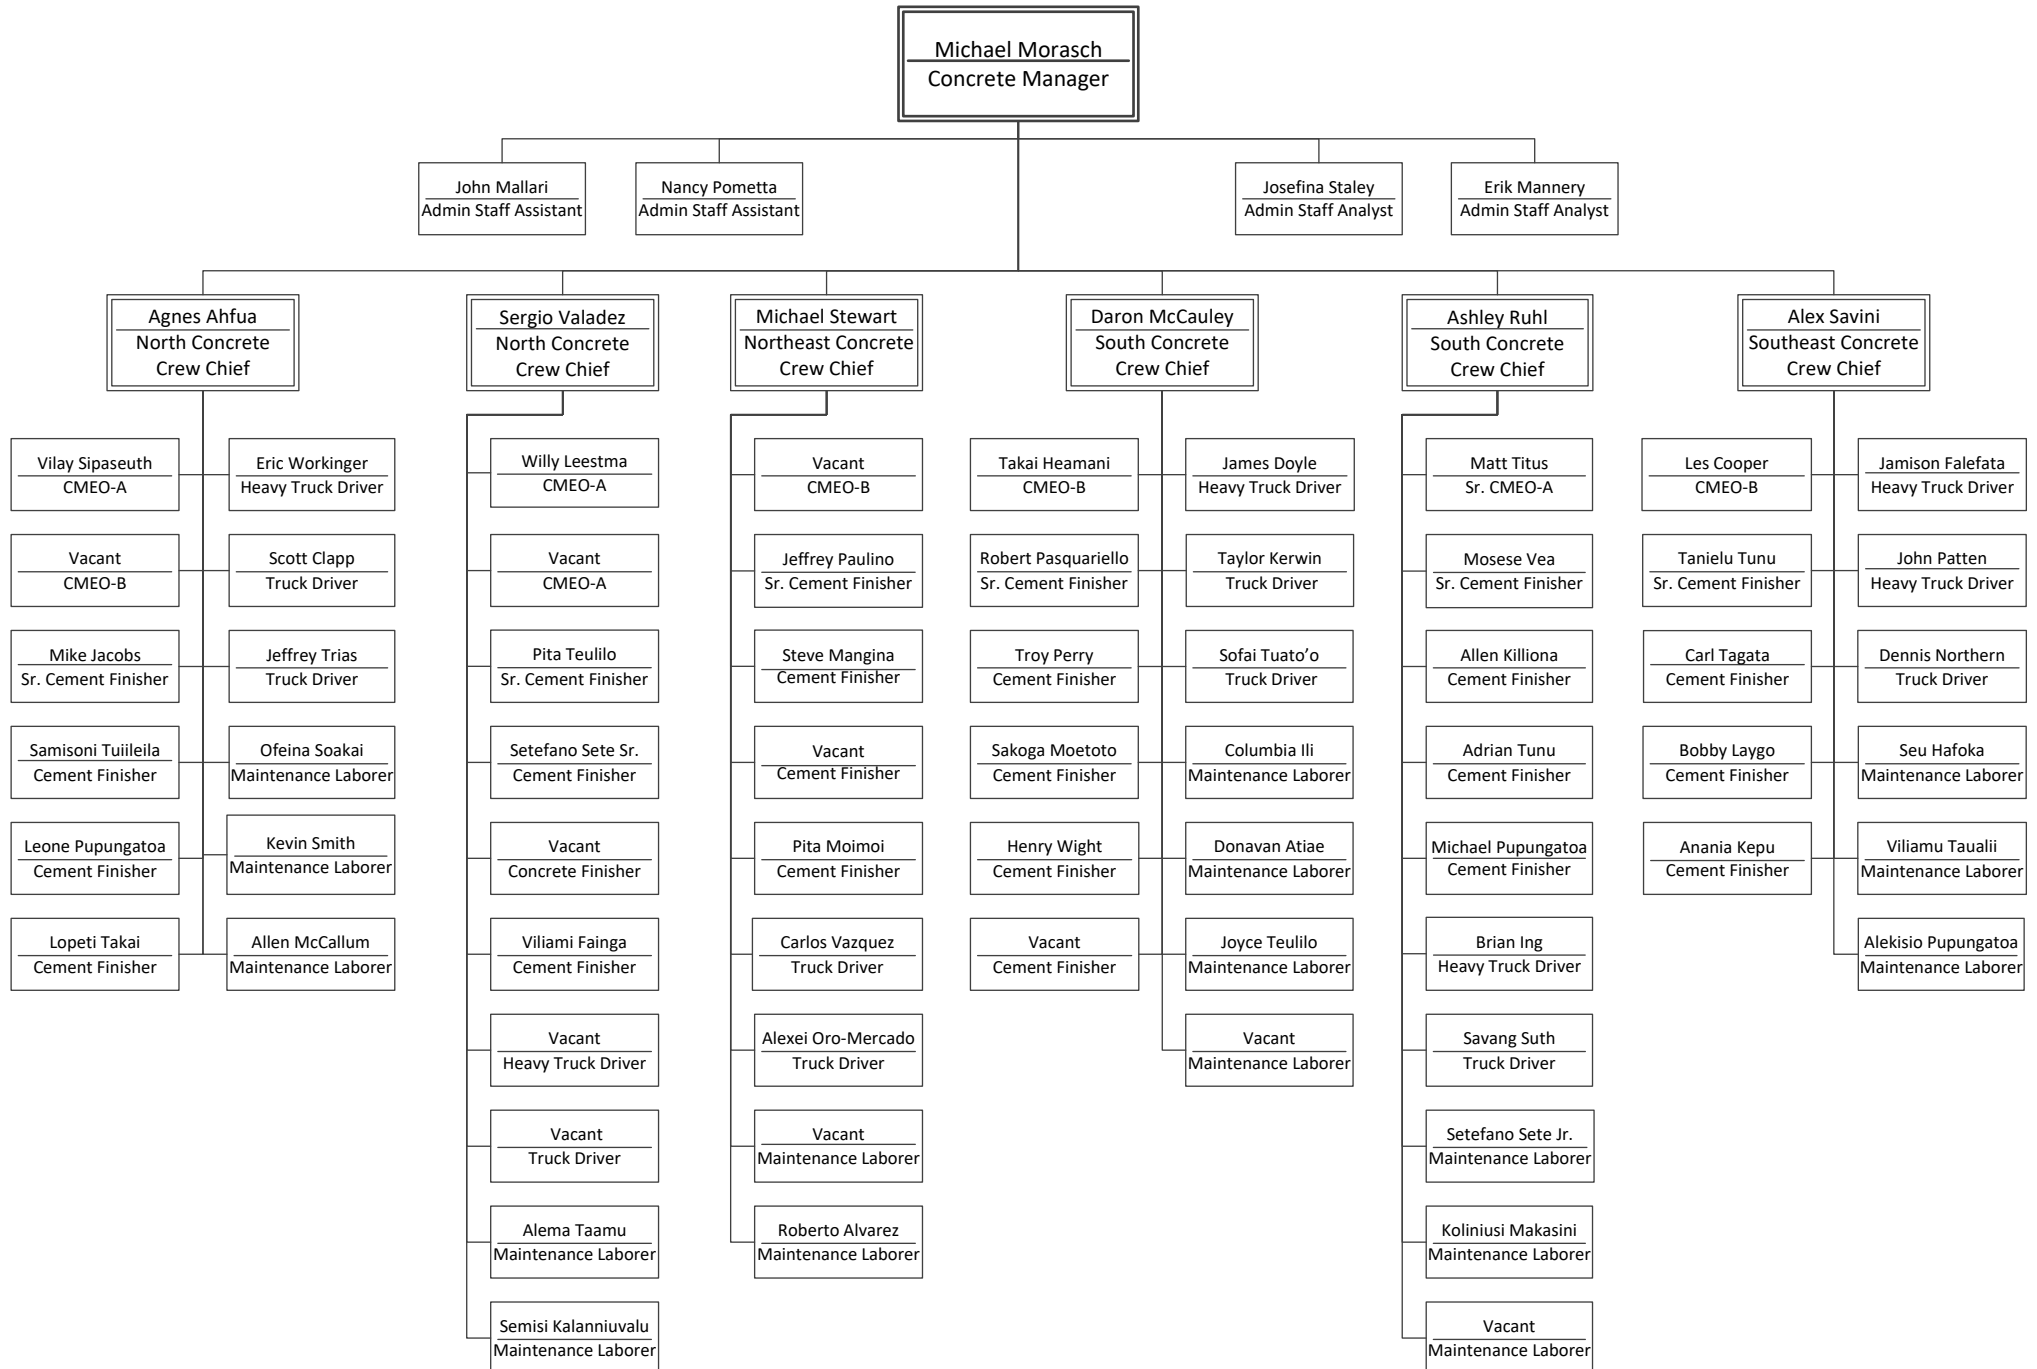 Michael Morasch
Concrete Manager
John Mallari
Admin Staff Assistant
Nancy Pometta
Admin Staff Assistant
Josefina Staley
Admin Staff Analyst
Erik Mannery
Admin Staff Analyst
Agnes Ahfua
North Concrete
Crew Chief
Vilay Sipaseuth
CMEO-A
Eric Workinger
Heavy Truck Driver
Vacant
CMEO-B
Scott Clapp
Truck Driver
Mike Jacobs
Sr. Cement Finisher
Jeffrey Trias
Truck Driver
Samisoni Tuiileila
Cement Finisher
Ofeina Soakai
Maintenance Laborer
Leone Pupungatoa
Cement Finisher
Kevin Smith
Maintenance Laborer
Lopeti Takai
Cement Finisher
Allen McCallum
Maintenance Laborer
Sergio Valadez
North Concrete
Crew Chief
Willy Leestma
CMEO-A
Vacant
CMEO-A
Pita Teulilo
Sr. Cement Finisher
Setefano Sete Sr.
Cement Finisher
Vacant
Concrete Finisher
Viliami Fainga
Cement Finisher
Vacant
Heavy Truck Driver
Vacant
Truck Driver
Alema Taamu
Maintenance Laborer
Semisi Kalanniuvalu
Maintenance Laborer
Michael Stewart
Northeast Concrete
Crew Chief
Vacant
CMEO-B
Jeffrey Paulino
Sr. Cement Finisher
Steve Mangina
Cement Finisher
Vacant
Cement Finisher
Pita Moimoi
Cement Finisher
Carlos Vazquez
Truck Driver
Alexei Oro-Mercado
Truck Driver
Vacant
Maintenance Laborer
Roberto Alvarez
Maintenance Laborer
Daron McCauley
South Concrete
Crew Chief
Takai Heamani
CMEO-B
James Doyle
Heavy Truck Driver
Robert Pasquariello
Sr. Cement Finisher
Taylor Kerwin
Truck Driver
Troy Perry
Cement Finisher
Sofai Tuato’o
Truck Driver
Sakoga Moetoto
Cement Finisher
Columbia Ili
Maintenance Laborer
Henry Wight
Cement Finisher
Donavan Atiae
Maintenance Laborer
Vacant
Cement Finisher
Joyce Teulilo
Maintenance Laborer
Vacant
Maintenance Laborer
Ashley Ruhl
South Concrete
Crew Chief
Matt Titus
Sr. CMEO-A
Mosese Vea
Sr. Cement Finisher
Allen Killiona
Cement Finisher
Adrian Tunu
Cement Finisher
Michael Pupungatoa
Cement Finisher
Brian Ing
Heavy Truck Driver
Savang Suth
Truck Driver
Setefano Sete Jr.
Maintenance Laborer
Koliniusi Makasini
Maintenance Laborer
Vacant
Maintenance Laborer
Alex Savini
Southeast Concrete
Crew Chief
Les Cooper
CMEO-B
Jamison Falefata
Heavy Truck Driver
Tanielu Tunu
Sr. Cement Finisher
John Patten
Heavy Truck Driver
Carl Tagata
Cement Finisher
Dennis Northern
Truck Driver
Bobby Laygo
Cement Finisher
Seu Hafoka
Maintenance Laborer
Anania Kepu
Cement Finisher
Viliamu Taualii
Maintenance Laborer
Alekisio Pupungatoa
Maintenance Laborer